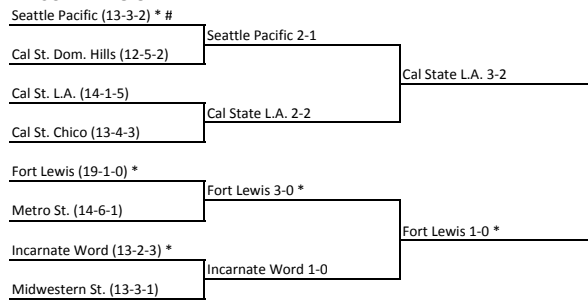 Seattle Pacific (13-3-2) * #
Seattle Pacific 2-1
Cal St. Dom. Hills (12-5-2)
Cal State L.A. 3-2
Cal St. L.A. (14-1-5)
Cal State L.A. 2-2
Cal St. Chico (13-4-3)
Fort Lewis (19-1-0) *
Fort Lewis 3-0 *
Metro St. (14-6-1)
Fort Lewis 1-0 *
Incarnate Word (13-2-3) *
Incarnate Word 1-0
Midwestern St. (13-3-1)